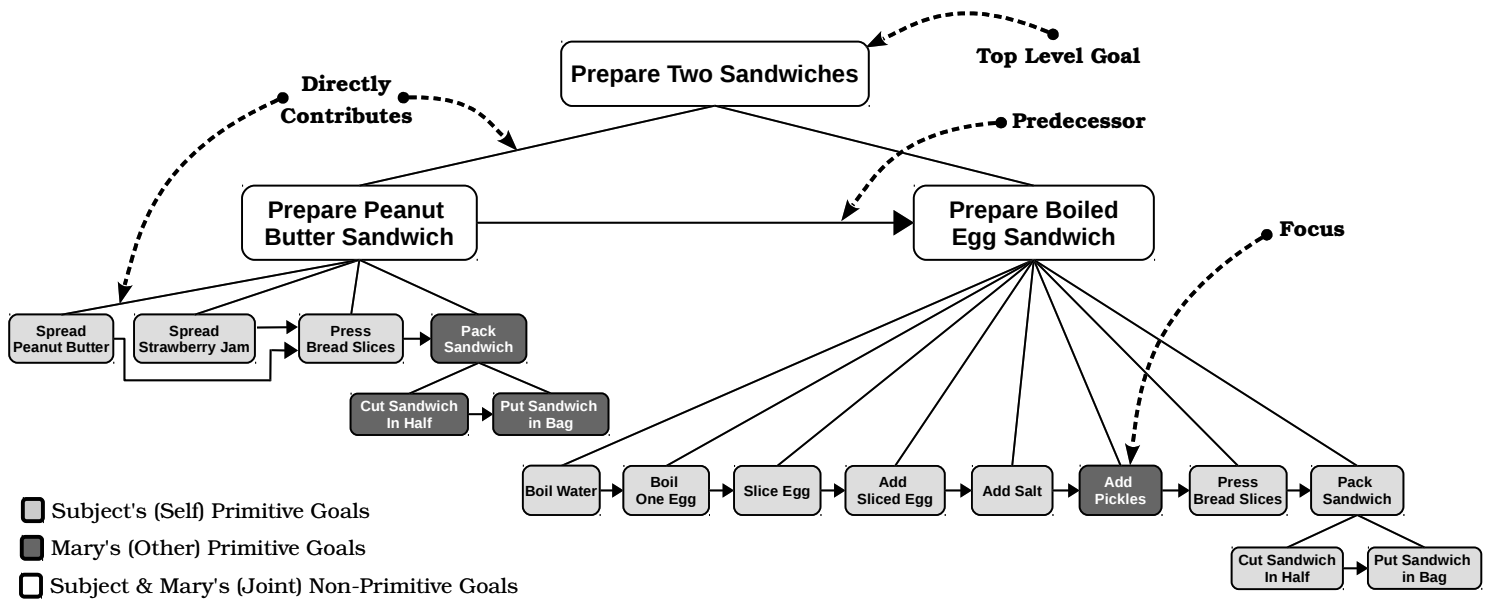 Prepare Two Sandwiches
Top Level Goal
Directly
Contributes
Predecessor
Prepare Peanut
Butter Sandwich
Prepare Boiled
Egg Sandwich
Focus
Spread
Peanut Butter
Spread
Strawberry Jam
Press
Bread Slices
Pack
Sandwich
Cut Sandwich
In Half
Put Sandwich
in Bag
Boil Water
Boil
One Egg
Slice Egg
Add
Sliced Egg
Add Salt
Add
Pickles
Press
Bread Slices
Pack
Sandwich
Cut Sandwich
In Half
Put Sandwich
in Bag
Subject's (Self) Primitive Goals
Mary's (Other) Primitive Goals
Subject & Mary's (Joint) Non-Primitive Goals